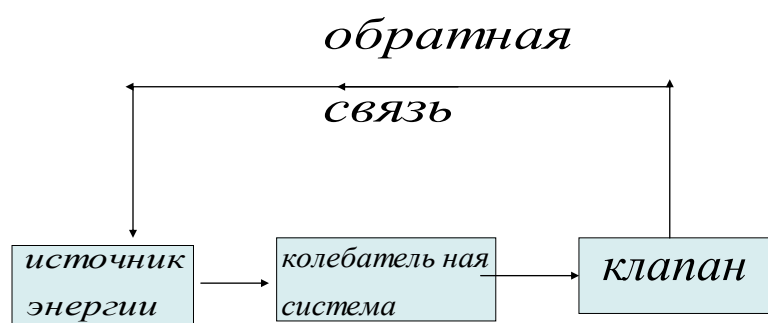 обратная
связь
источник
энергии
колебатель ная
система
клапан